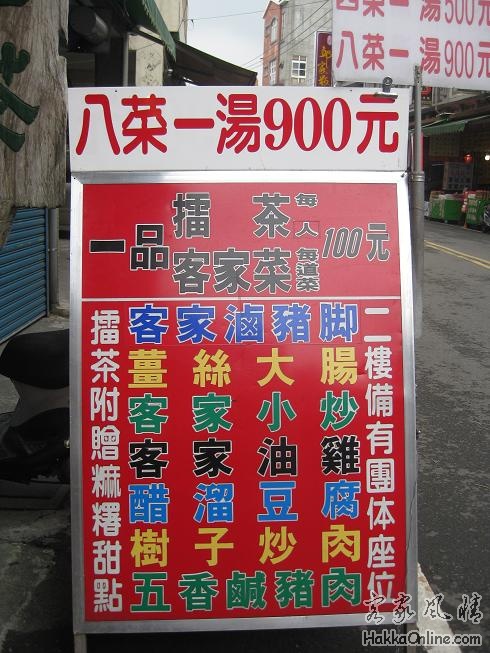 四菜一湯500元
八菜一湯900元
八菜一湯900元
一品
擂茶 每人
客家菜 每道菜
100元
擂茶附贈麻糬甜點
客家滷豬脚
薑絲大腸
客家小炒
客家油雞
醋溜豆腐
樹子炒肉
五香鹹豬肉
二樓備有團体座位
客家風情
HakkaOnline.com